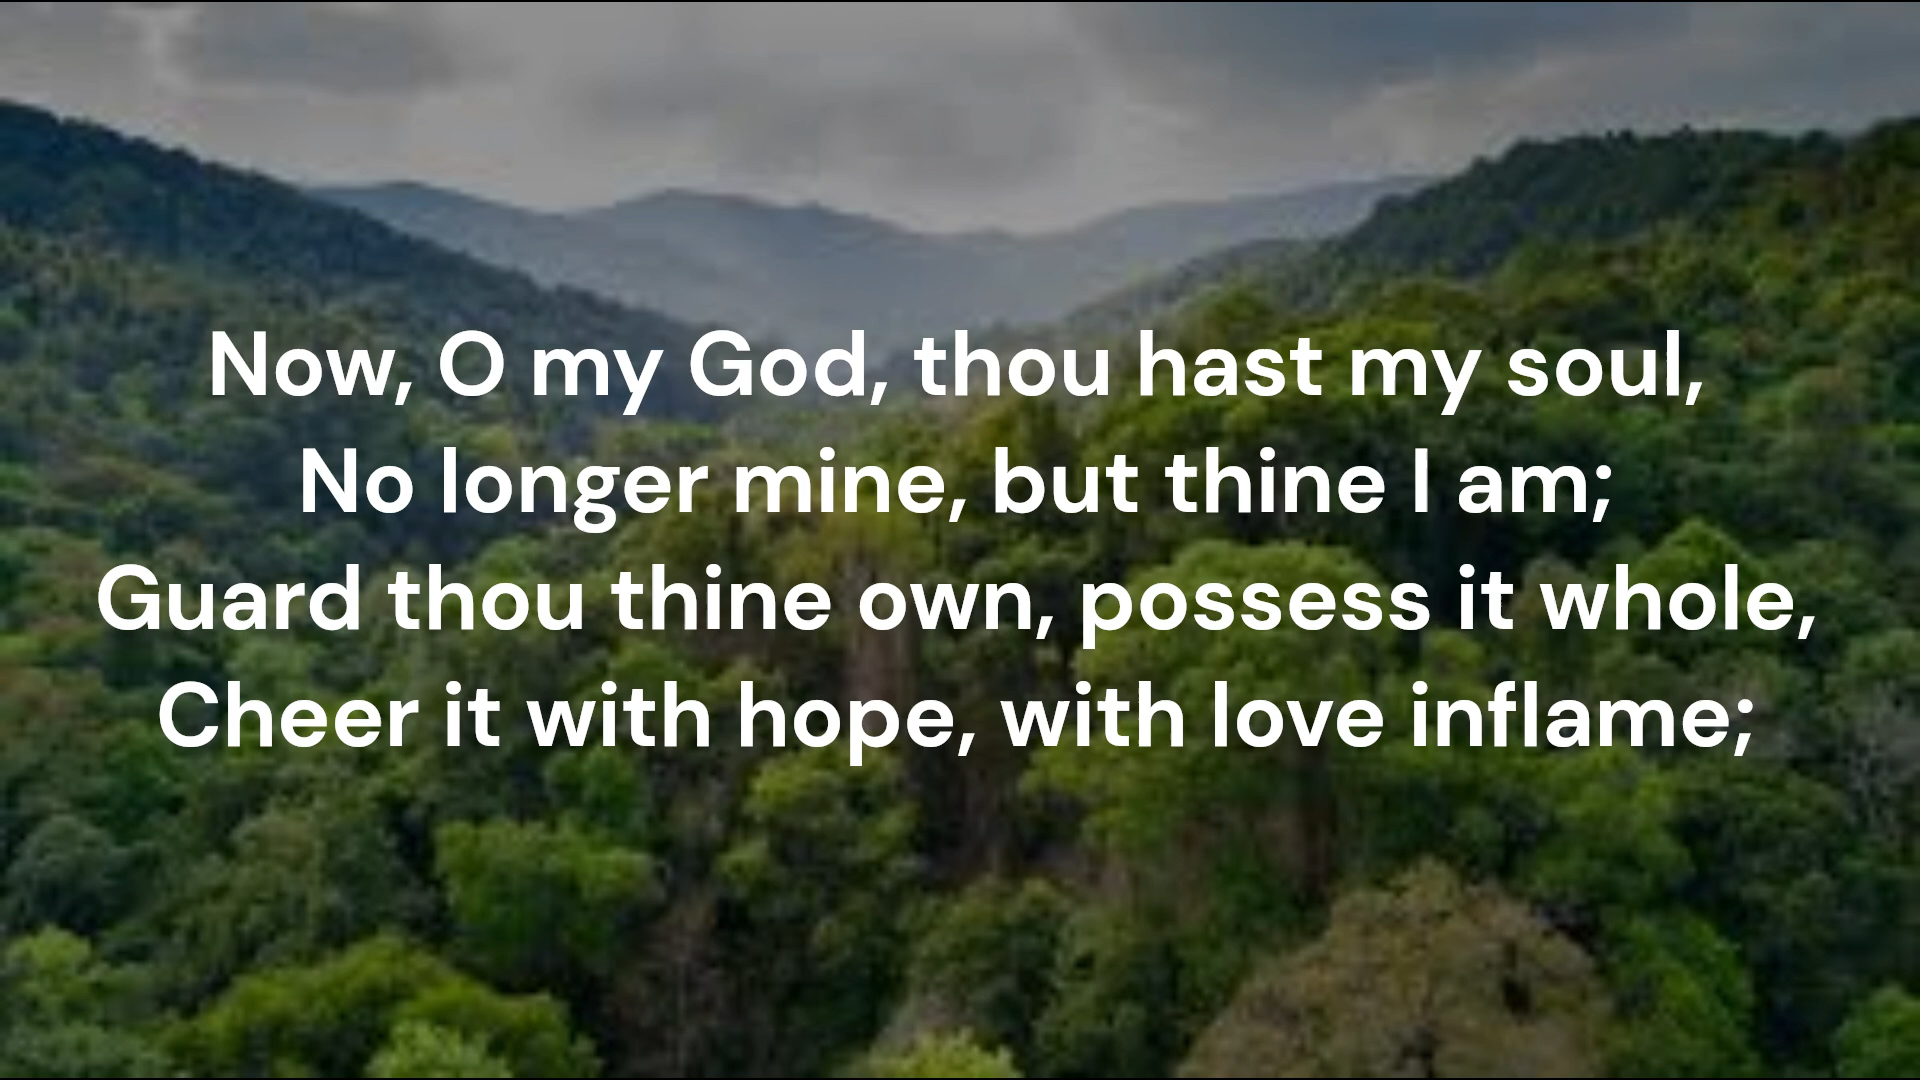 Now, O my God, thou hast my soul,
No longer mine, but thine I am;
Guard thou thine own, possess it whole,
Cheer it with hope, with love inflame;